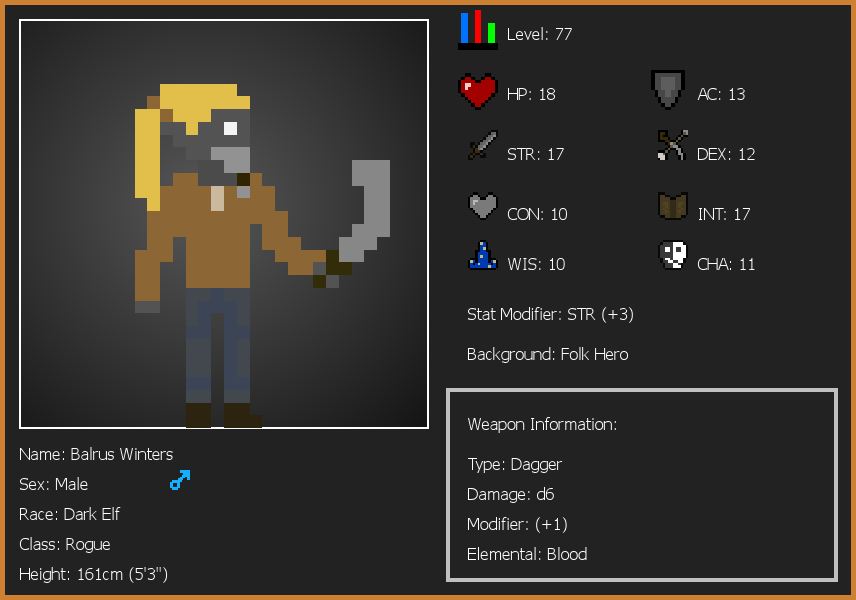 Level: 77
HP: 18
AC: 13
STR: 17
DEX: 12
CON: 10
INT: 17
WIS: 10
CHA: 11
Stat Modifier: STR (+3)
Background: Folk Hero
Weapon Information:
Type: Dagger
Damage: d6
Modifier: (+1)
Elemental: Blood
Name: Balrus Winters
Sex: Male
Race: Dark Elf
Class: Rogue
Height: 161cm (5'3")